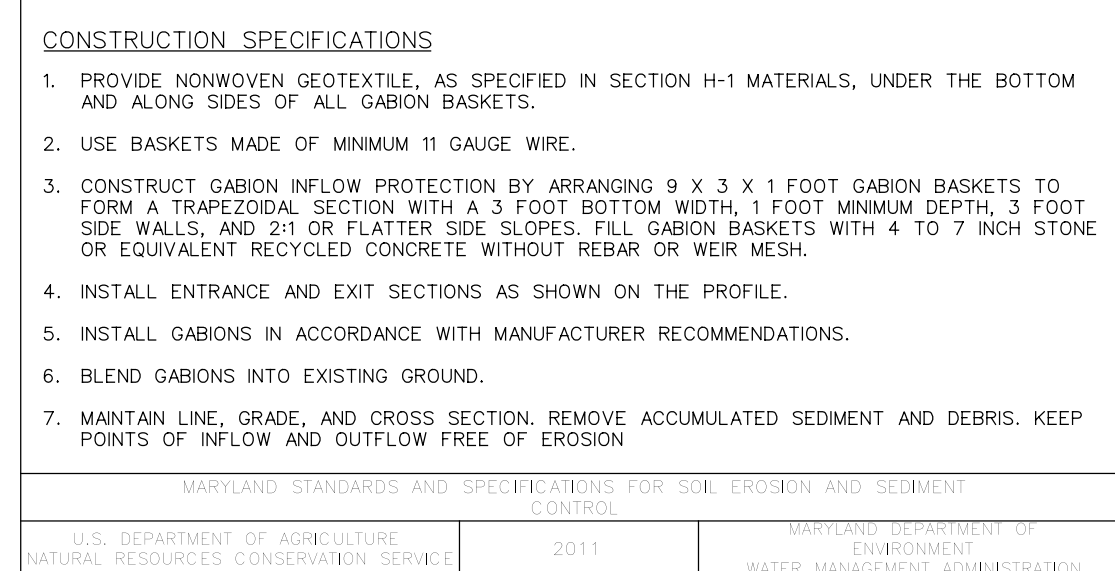 CONSTRUCTION SPECIFICATIONS
1. PROVIDE NONWOVEN GEOTEXTILE, AS SPECIFIED IN SECTION H-1 MATERIALS, UNDER THE BOTTOM
AND ALONG SIDES OF ALL GABION BASKETS.
2. USE BASKETS MADE OF MINIMUM 11 GAUGE WIRE.
3. CONSTRUCT GABION INFLOW PROTECTION BY ARRANGING 9 X 3 X 1 FOOT GABION BASKETS TO
FORM A TRAPEZOIDAL SECTION WITH A 3 FOOT BOTTOM WIDTH, 1 FOOT MINIMUM DEPTH, 3 FOOT
SIDE WALLS, AND 2:1 OR FLATTER SIDE SLOPES. FILL GABION BASKETS WITH 4 TO 7 INCH STONE
OR EQUIVALENT RECYCLED CONCRETE WITHOUT REBAR OR WEIR MESH.
4. INSTALL ENTRANCE AND EXIT SECTIONS AS SHOWN ON THE PROFILE.
5. INSTALL GABIONS IN ACCORDANCE WITH MANUFACTURER RECOMMENDATIONS.
6. BLEND GABIONS INTO EXISTING GROUND.
7. MAINTAIN LINE, GRADE, AND CROSS SECTION. REMOVE ACCUMULATED SEDIMENT AND DEBRIS. KEEP
POINTS OF INFLOW AND OUTFLOW FREE OF EROSION
MARYLAND STANDARDS AND SPECIFICATIONS FOR SOIL EROSION AND SEDIMENT
CONTROL
U.S. DEPARTMENT OF AGRICULTURE
NATURAL RESOURCES CONSERVATION SERVICE
2011
MARYLAND DEPARTMENT OF
ENVIRONMENT
WATER MANAGEMENT ADMINISTRATION